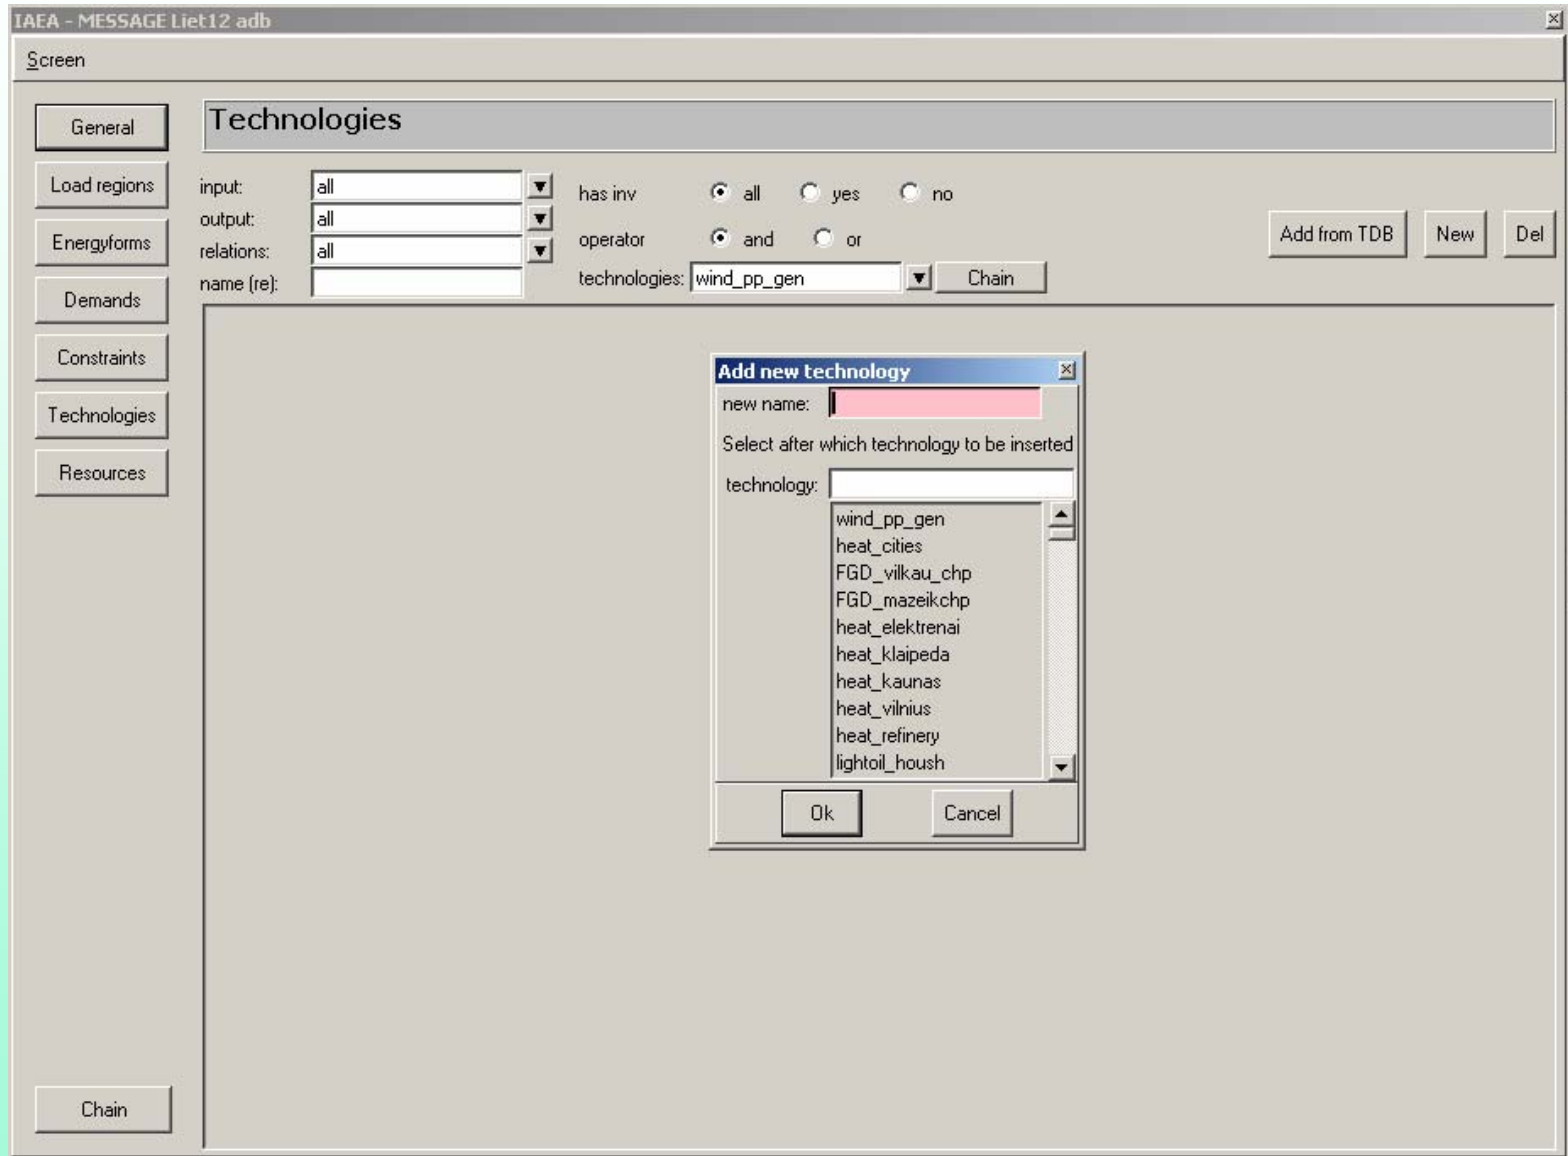 IAEA - MESSAGE Liet12 adb
Screen
General
Load regions
Energyforms
Demands
Constraints
Technologies
Resources
Chain
Technologies
input: all
output: all
relations: all
name (re):
has inv all yes no
operator and or
technologies: wind_pp_gen Chain
Add from TDB New Del
Add new technology
new name:
Select after which technology to be inserted
technology:
wind_pp_gen
heat_cities
FGD_vilkau_chp
FGD_mazeikchp
heat_elektrenai
heat_klaipeda
heat_kaunas
heat_vilnius
heat_refinery
lightoil_housh
Ok Cancel